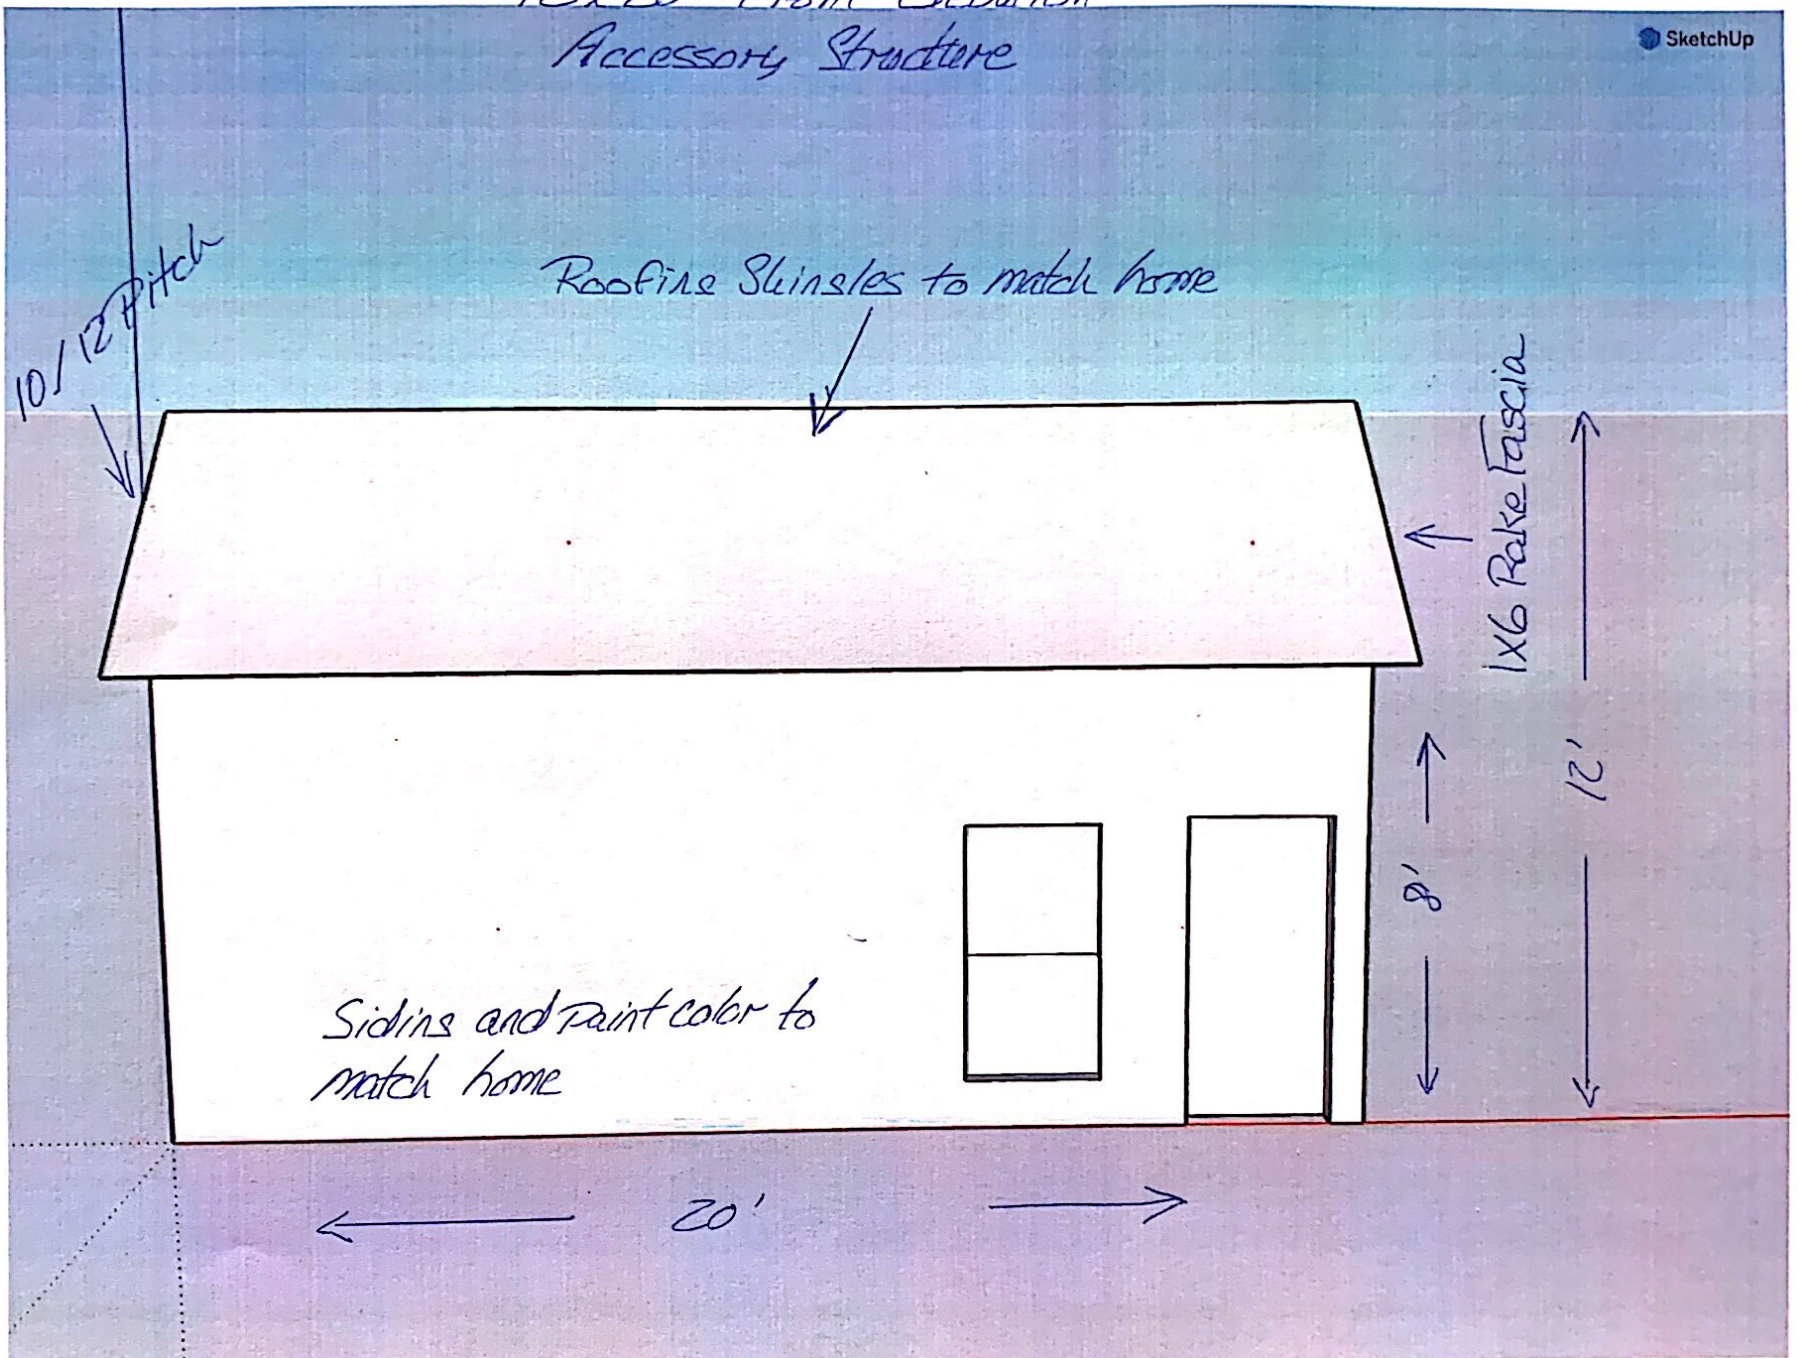 Accessory Structure
SketchUp
10/12 Pitch
Roofing Shingles to match home
1x6 Rake Fascia
12'
8'
Siding and Paint color to
match home
20'